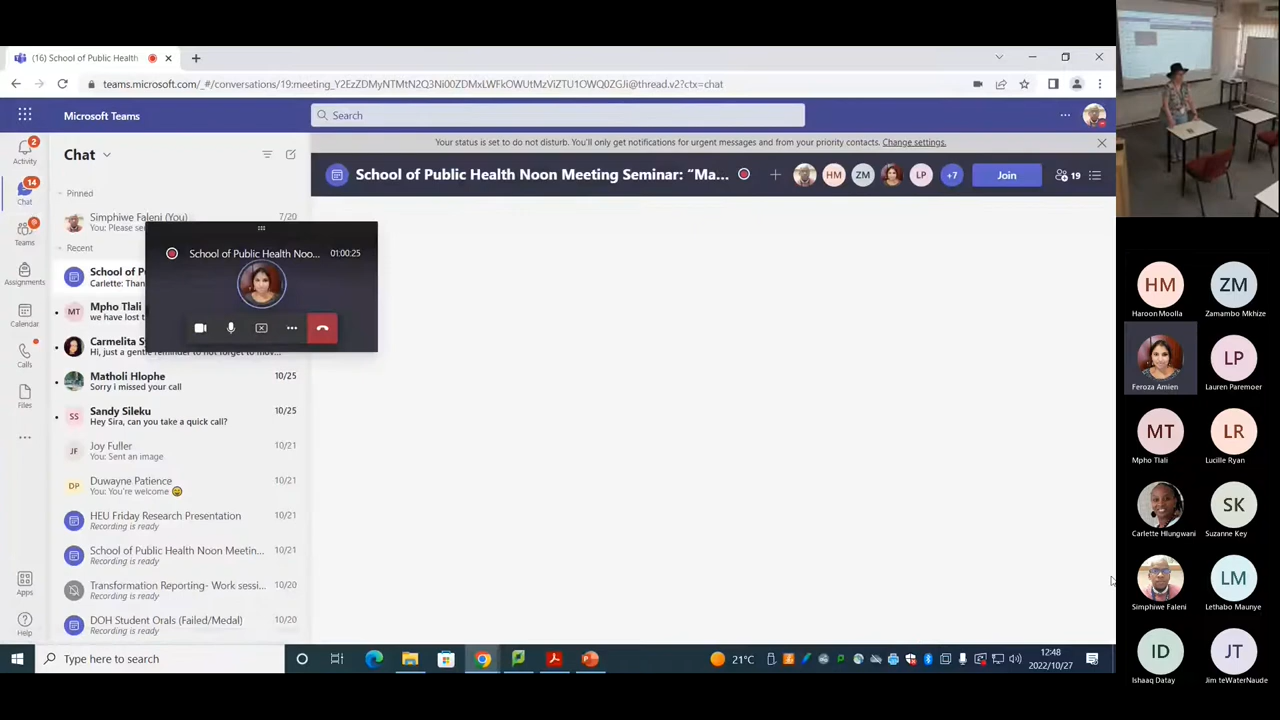 (16) School of Public Health
teams.microsoft.com/_#/conversations/19:meeting_Y2EzZDMyNTMtN2Q3Ni00ZDMxLWFkOWUtMzViZTU1OWQ0ZGJi@thread.v2?ctx=chat
Microsoft Teams
Search
Your status is set to do not disturb. You'll only get notifications for urgent messages and from your priority contacts. Change settings.
2
Activity
14
Chat
Teams
Assignments
Calendar
Calls
Files
Apps
Help
Chat
Pinned
Simphiwe Faleni (You) 7/20
You: Please se
Recent
School of P
Carlette: Than
MT
Mpho Tlali
we have lost t
Carmelita S
Hi, just a gentle reminder to not forget to mov...
Matholi Hlophe 10/25
Sorry i missed your call
SS
Sandy Sileku 10/25
Hey Sira, can you take a quick call?
JF
Joy Fuller 10/21
You: Sent an image
DP
Duwayne Patience 10/21
You: You're welcome
HEU Friday Research Presentation 10/21
Recording is ready
School of Public Health Noon Meetin... 10/21
Recording is ready
Transformation Reporting- Work sessi... 10/20
Recording is ready
DOH Student Orals (Failed/Medal) 10/20
Recording is ready
School of Public Health Noo... 01:00:25
School of Public Health Noon Meeting Seminar: “Ma...
HM ZM LP +7
Join
19
HM
Haroon Moolla
ZM
Zamambo Mkhize
Feroza Amien
LP
Lauren Paremoer
MT
Mpho Tlali
LR
Lucille Ryan
Carlette Hlungwani
SK
Suzanne Key
Simphiwe Faleni
LM
Lethabo Maunye
ID
Ishaaq Datay
JT
Jim teWaterNaude
Type here to search
21°C
12:48
2022/10/27